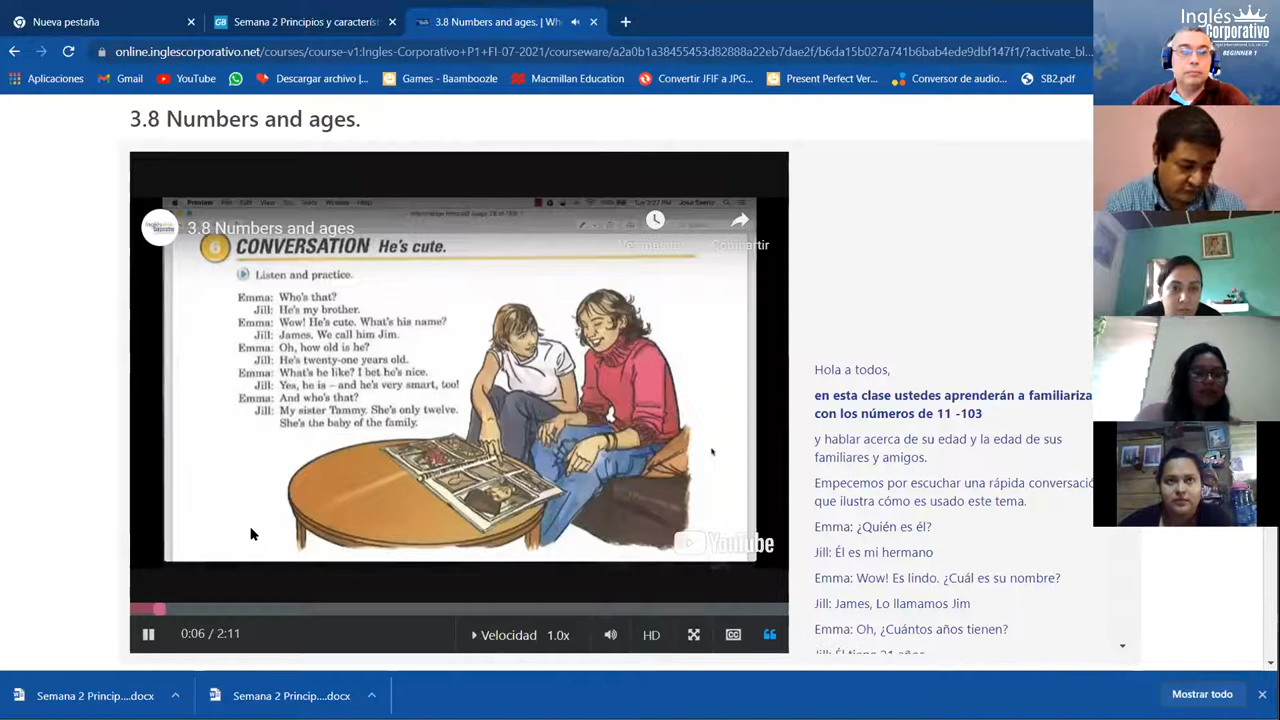 Nueva pestaña
Semana 2 Principios y caracterís
3.8 Numbers and ages. | Wh
online.inglescorporativo.net/courses/course-v1:Ingles-Corporativo+P1+FI-07-2021/courseware/a2a0b1a38455453d82888a22eb7dae2f/b6da15b027a741b6bab4ede9dbf147f1/?activate_bl...
Aplicaciones
Gmail
YouTube
Descargar archivo |...
Games - Baamboozle
Macmillan Education
Convertir JFIF a JPG...
Present Perfect Ver...
Conversor de audio...
SB2.pdf
Inglés
Corporativo
BEGINNER 1
3.8 Numbers and ages.
3.8 Numbers and ages
6 CONVERSATION He's cute.
Listen and practice.
Emma: Who's that?
Jill: He's my brother.
Emma: Wow! He's cute. What's his name?
Jill: James. We call him Jim.
Emma: Oh, how old is he?
Jill: He's twenty-one years old.
Emma: What's he like? I bet he's nice.
Jill: Yes, he is – and he's very smart, too!
Emma: And who's that?
Jill: My sister Tammy. She's only twelve.
She's the baby of the family.
Compartir
YouTube
0:06 / 2:11
Velocidad 1.0x
HD
CC
Hola a todos,
en esta clase ustedes aprenderán a familiariza
con los números de 11 -103
y hablar acerca de su edad y la edad de sus
familiares y amigos.
Empecemos por escuchar una rápida conversació
que ilustra cómo es usado este tema.
Emma: ¿Quién es él?
Jill: Él es mi hermano
Emma: Wow! Es lindo. ¿Cuál es su nombre?
Jill: James, Lo llamamos Jim
Emma: Oh, ¿Cuántos años tienen?
Jill: Él tiene 21 años
Semana 2 Princip....docx
Semana 2 Princip....docx
Mostrar todo